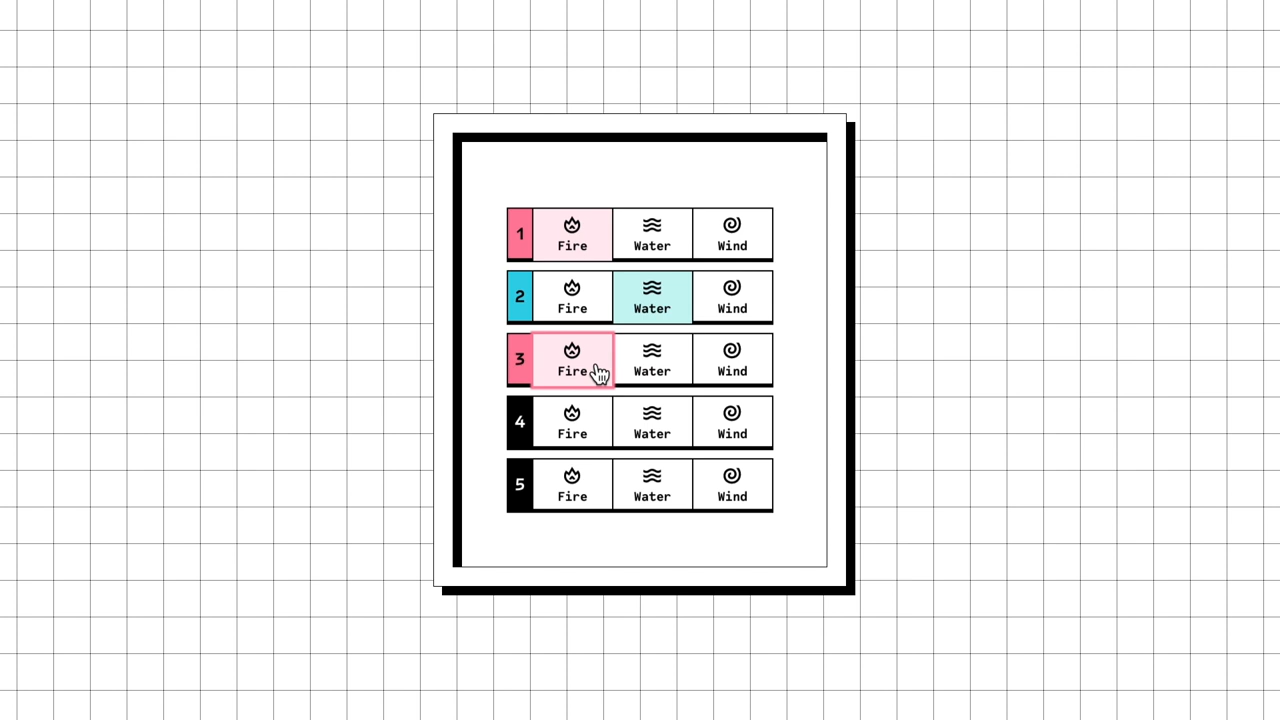 1 Fire Water Wind
2 Fire Water Wind
3 Fire Water Wind
4 Fire Water Wind
5 Fire Water Wind